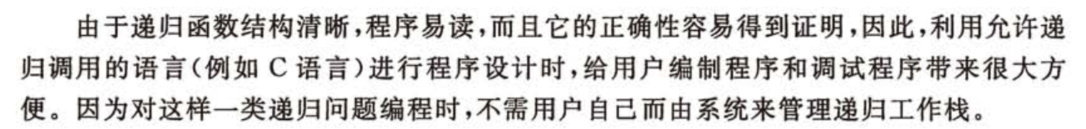 由于递归函数结构清晰,程序易读,而且它的正确性容易得到证明,因此,利用允许递
归调用的语言(例如 C 语言)进行程序设计时,给用户编制程序和调试程序带来很大方
便。因为对这样一类递归问题编程时,不需用户自己而由系统来管理递归工作栈。